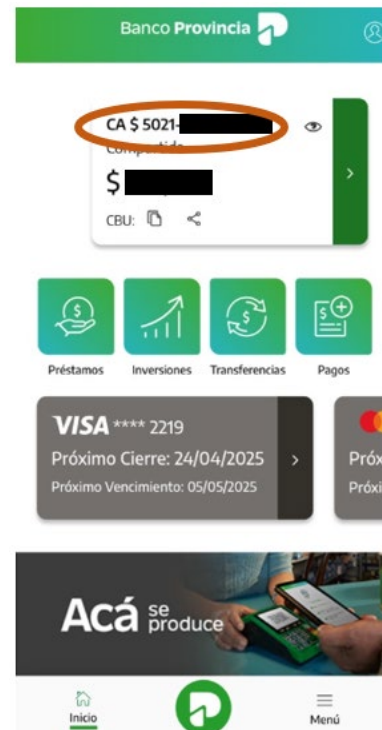 Banco Provincia
CA $ 5021-
Compartida
$
CBU:
Préstamos Inversiones Transferencias Pagos
VISA **** 2219
Próximo Cierre: 24/04/2025
Próximo Vencimiento: 05/05/2025
Próx
Próxi
Acá se produce
Inicio
Menú